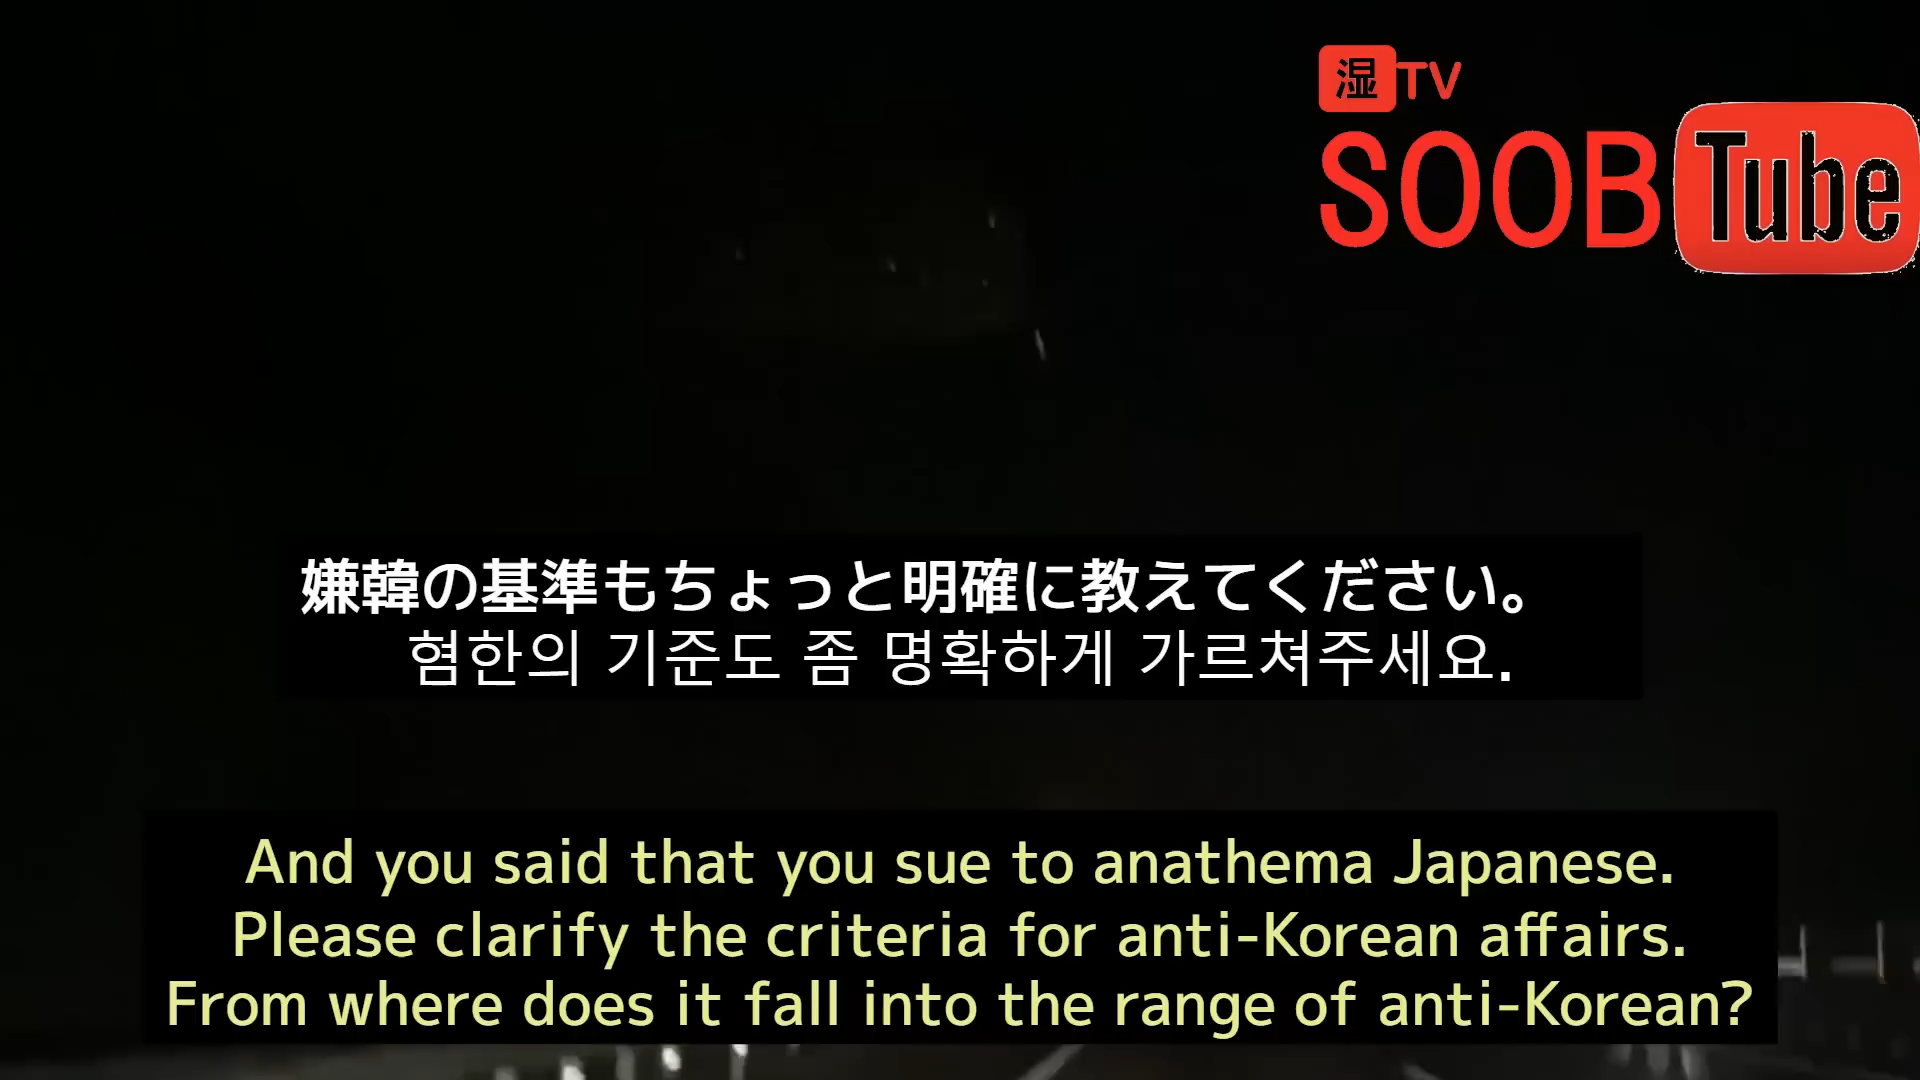 湿TV
SOOB Tube
嫌韓の基準もちょっと明確に教えてください。
혐한의 기준도 좀 명확하게 가르쳐주세요.
And you said that you sue to anathema Japanese.
Please clarify the criteria for anti-Korean affairs.
From where does it fall into the range of anti-Korean?